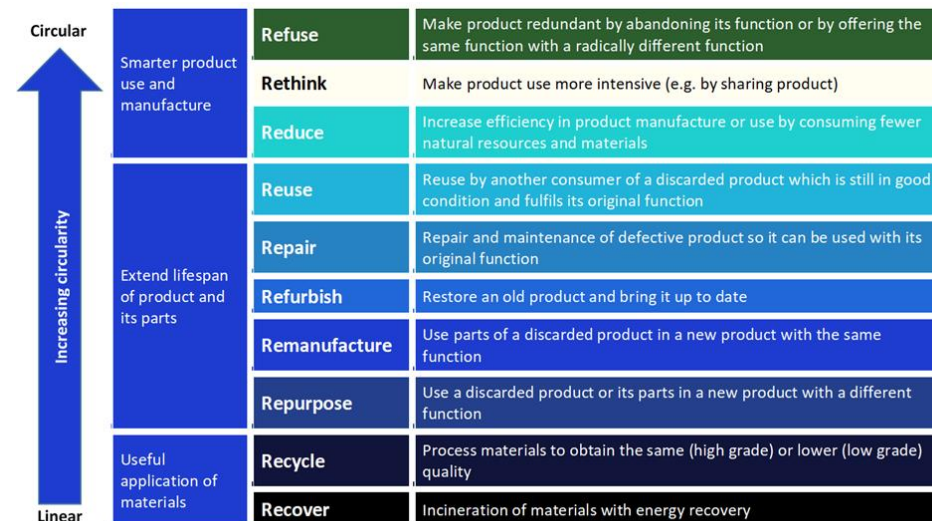 Circular
Increasing circularity
Linear
Smarter product
use and
manufacture
Refuse
Make product redundant by abandoning its function or by offering the
same function with a radically different function
Rethink
Make product use more intensive (e.g. by sharing product)
Reduce
Increase efficiency in product manufacture or use by consuming fewer
natural resources and materials
Extend lifespan
of product and
its parts
Reuse
Reuse by another consumer of a discarded product which is still in good
condition and fulfils its original function
Repair
Repair and maintenance of defective product so it can be used with its
original function
Refurbish
Restore an old product and bring it up to date
Remanufacture
Use parts of a discarded product in a new product with the same
function
Repurpose
Use a discarded product or its parts in a new product with a different
function
Useful
application of
materials
Recycle
Process materials to obtain the same (high grade) or lower (low grade)
quality
Recover
Incineration of materials with energy recovery